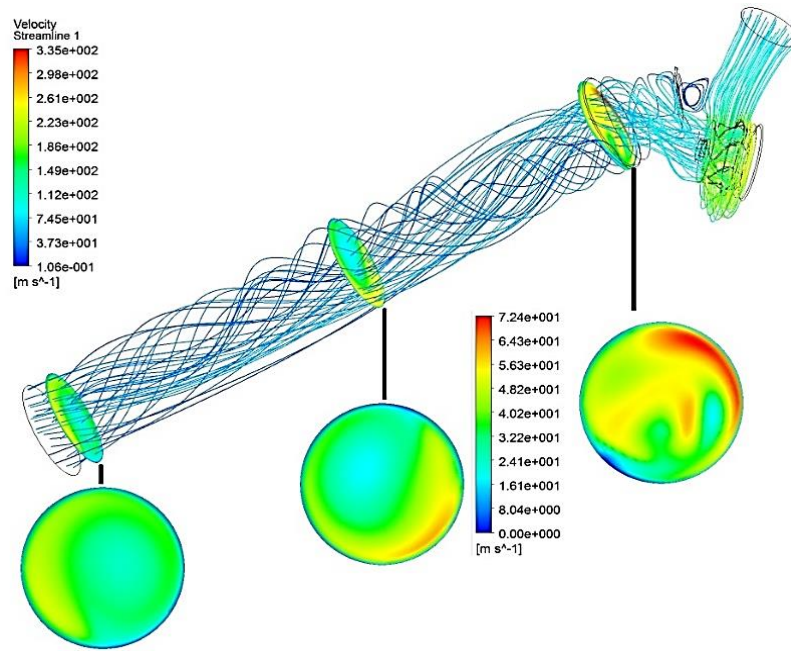 Velocity
Streamline 1
3.35e+002
2.98e+002
2.61e+002
2.23e+002
1.86e+002
1.49e+002
1.12e+002
7.45e+001
3.73e+001
1.06e-001
[m s^-1]
7.24e+001
6.43e+001
5.63e+001
4.82e+001
4.02e+001
3.22e+001
2.41e+001
1.61e+001
8.04e+000
0.00e+000
[m s^-1]